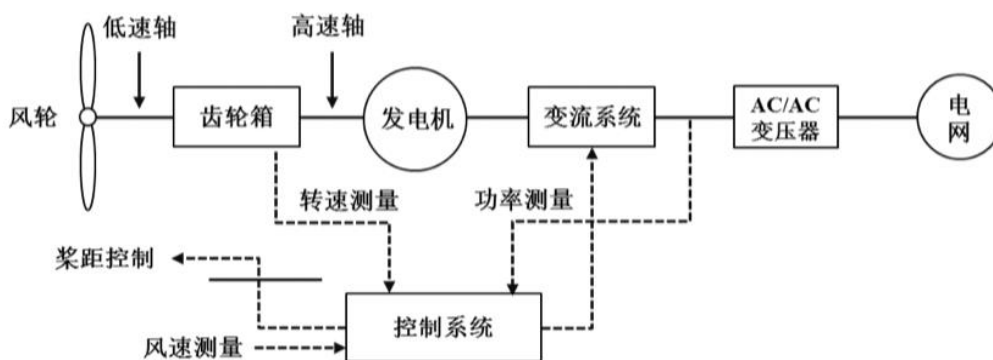 低速轴
高速轴
风轮
齿轮箱
发电机
变流系统
AC/AC
变压器
电
网
转速测量
功率测量
桨距控制
控制系统
风速测量